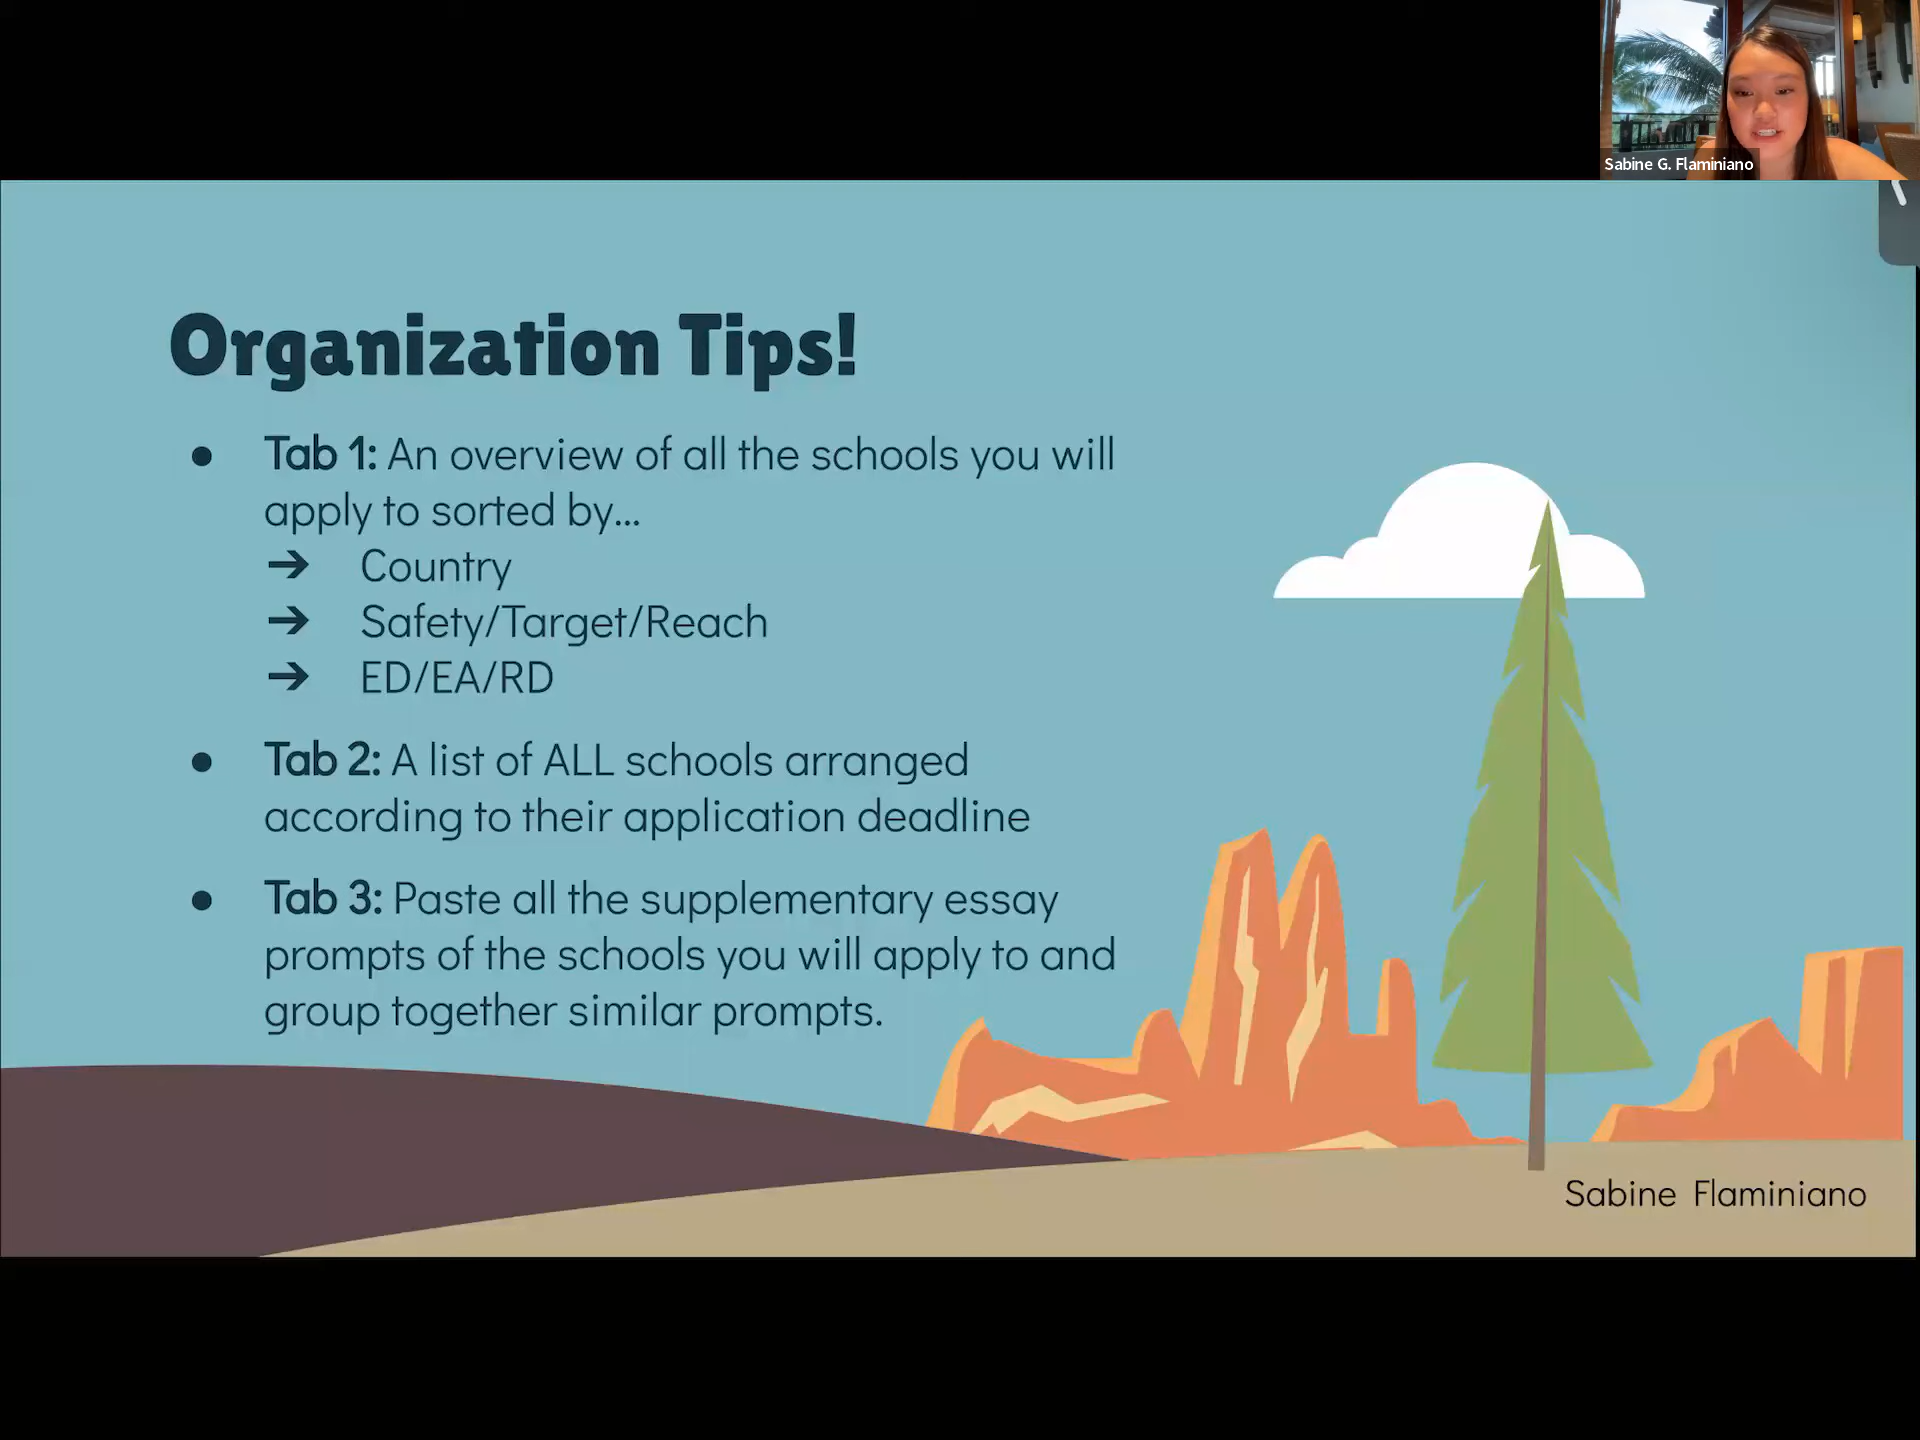 Sabine G. Flaminiano
Organization Tips!
● Tab 1: An overview of all the schools you will
apply to sorted by...
➔ Country
➔ Safety/Target/Reach
➔ ED/EA/RD
● Tab 2: A list of ALL schools arranged
according to their application deadline
● Tab 3: Paste all the supplementary essay
prompts of the schools you will apply to and
group together similar prompts.
Sabine Flaminiano